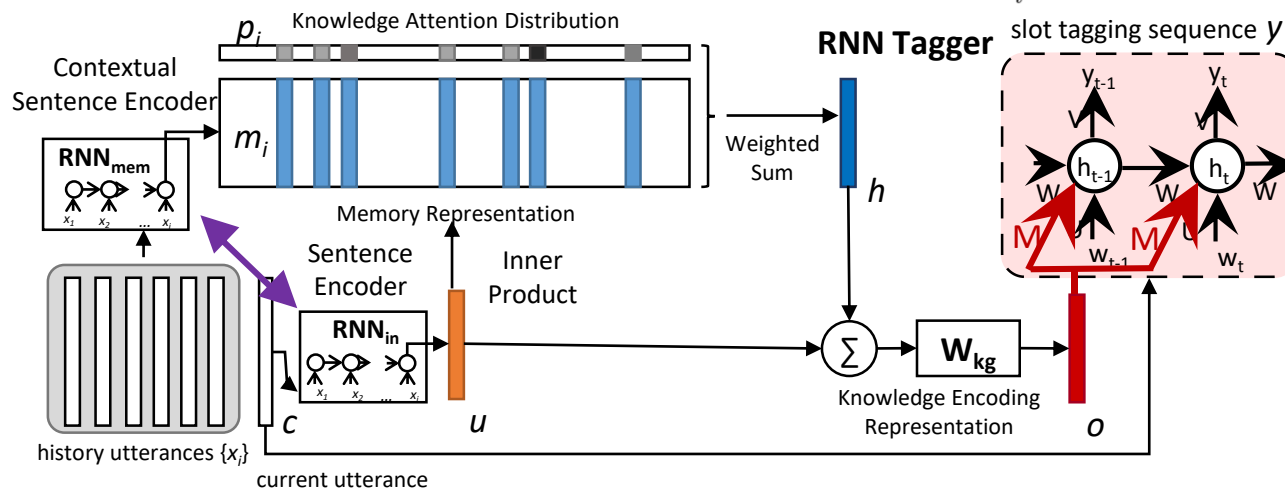 Knowledge Attention Distribution
p_i
RNN Tagger
slot tagging sequence y
Contextual
Sentence Encoder
m_i
Weighted
Sum
h
RNN_mem
x_1 x_2 ... x_i
Memory Representation
Sentence
Encoder
Inner
Product
RNN_in
x_1 x_2 ... x_i
c
u
history utterances {x_i}
current utterance
∑
W_kg
Knowledge Encoding
Representation
o
y_t-1 y_t
V V
h_t-1 h_t
W W W
M M U
w_t-1 w_t